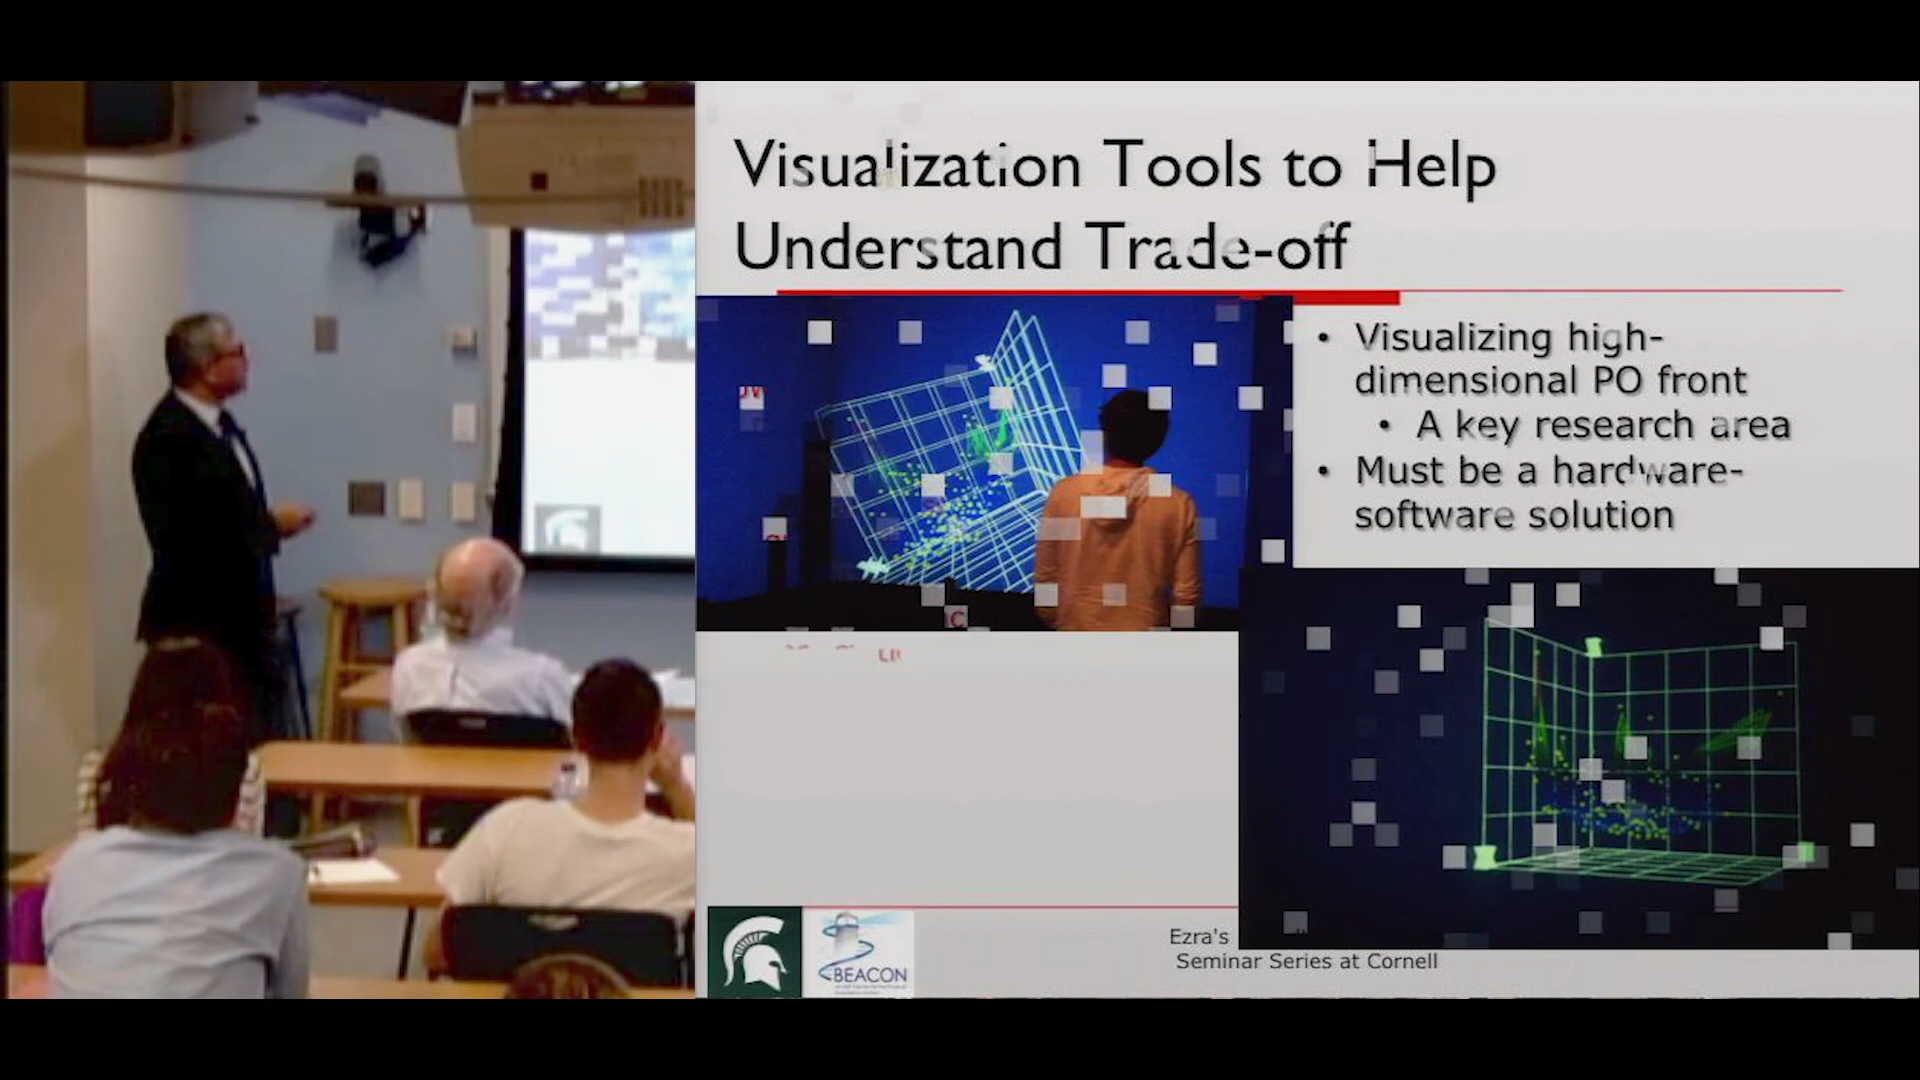 Visualization Tools to Help
Understand Trade-off
• Visualizing high-
dimensional PO front
• A key research area
• Must be a hardware-
software solution
BEACON
Ezra's
Seminar Series at Cornell